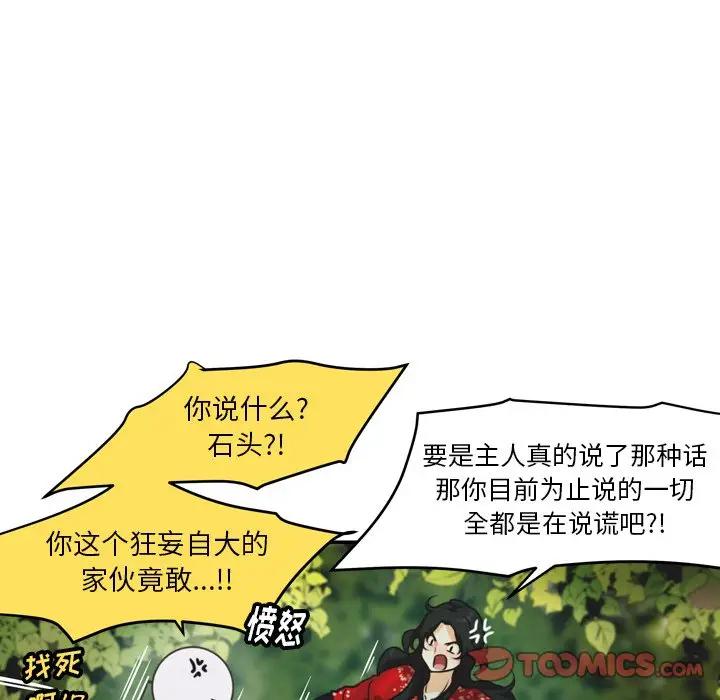 你说什么?
石头?!
要是主人真的说了那种话
那你目前为止说的一切
全都是在说谎吧?!
你这个狂妄自大的
家伙竟敢...!!
愤怒
找死
TOOMICS.COM